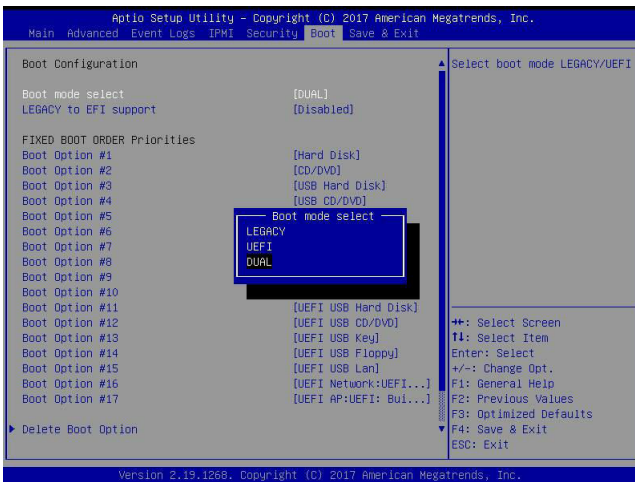 Aptio Setup Utility - Copyright (C) 2017 American Megatrends, Inc.
Main Advanced Event Logs IPMI Security Boot Save & Exit
Boot Configuration
Select boot mode LEGACY/UEFI
Boot mode select [DUAL]
LEGACY to EFI support [Disabled]
FIXED BOOT ORDER Priorities
Boot Option #1 [Hard Disk]
Boot Option #2 [CD/DVD]
Boot Option #3 [USB Hard Disk]
Boot Option #4 [USB CD/DVD]
Boot Option #5
Boot Option #6
Boot Option #7
Boot Option #8
Boot Option #9
Boot Option #10
Boot mode select
LEGACY
UEFI
DUAL
Boot Option #11 [UEFI USB Hard Disk]
Boot Option #12 [UEFI USB CD/DVD]
Boot Option #13 [UEFI USB Key]
Boot Option #14 [UEFI USB Floppy]
Boot Option #15 [UEFI USB Lan]
Boot Option #16 [UEFI Network:UEFI...]
Boot Option #17 [UEFI AP:UEFI: Bui...]
Delete Boot Option
→←: Select Screen
↑↓: Select Item
Enter: Select
+/-: Change Opt.
F1: General Help
F2: Previous Values
F3: Optimized Defaults
F4: Save & Exit
ESC: Exit
Version 2.19.1268. Copyright (C) 2017 American Megatrends, Inc.